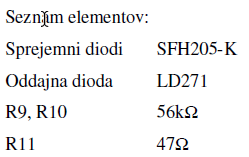 Seznam elementov:
Sprejemni diodi SFH205-K
Oddajna dioda LD271
R9, R10 56kΩ
R11 47Ω